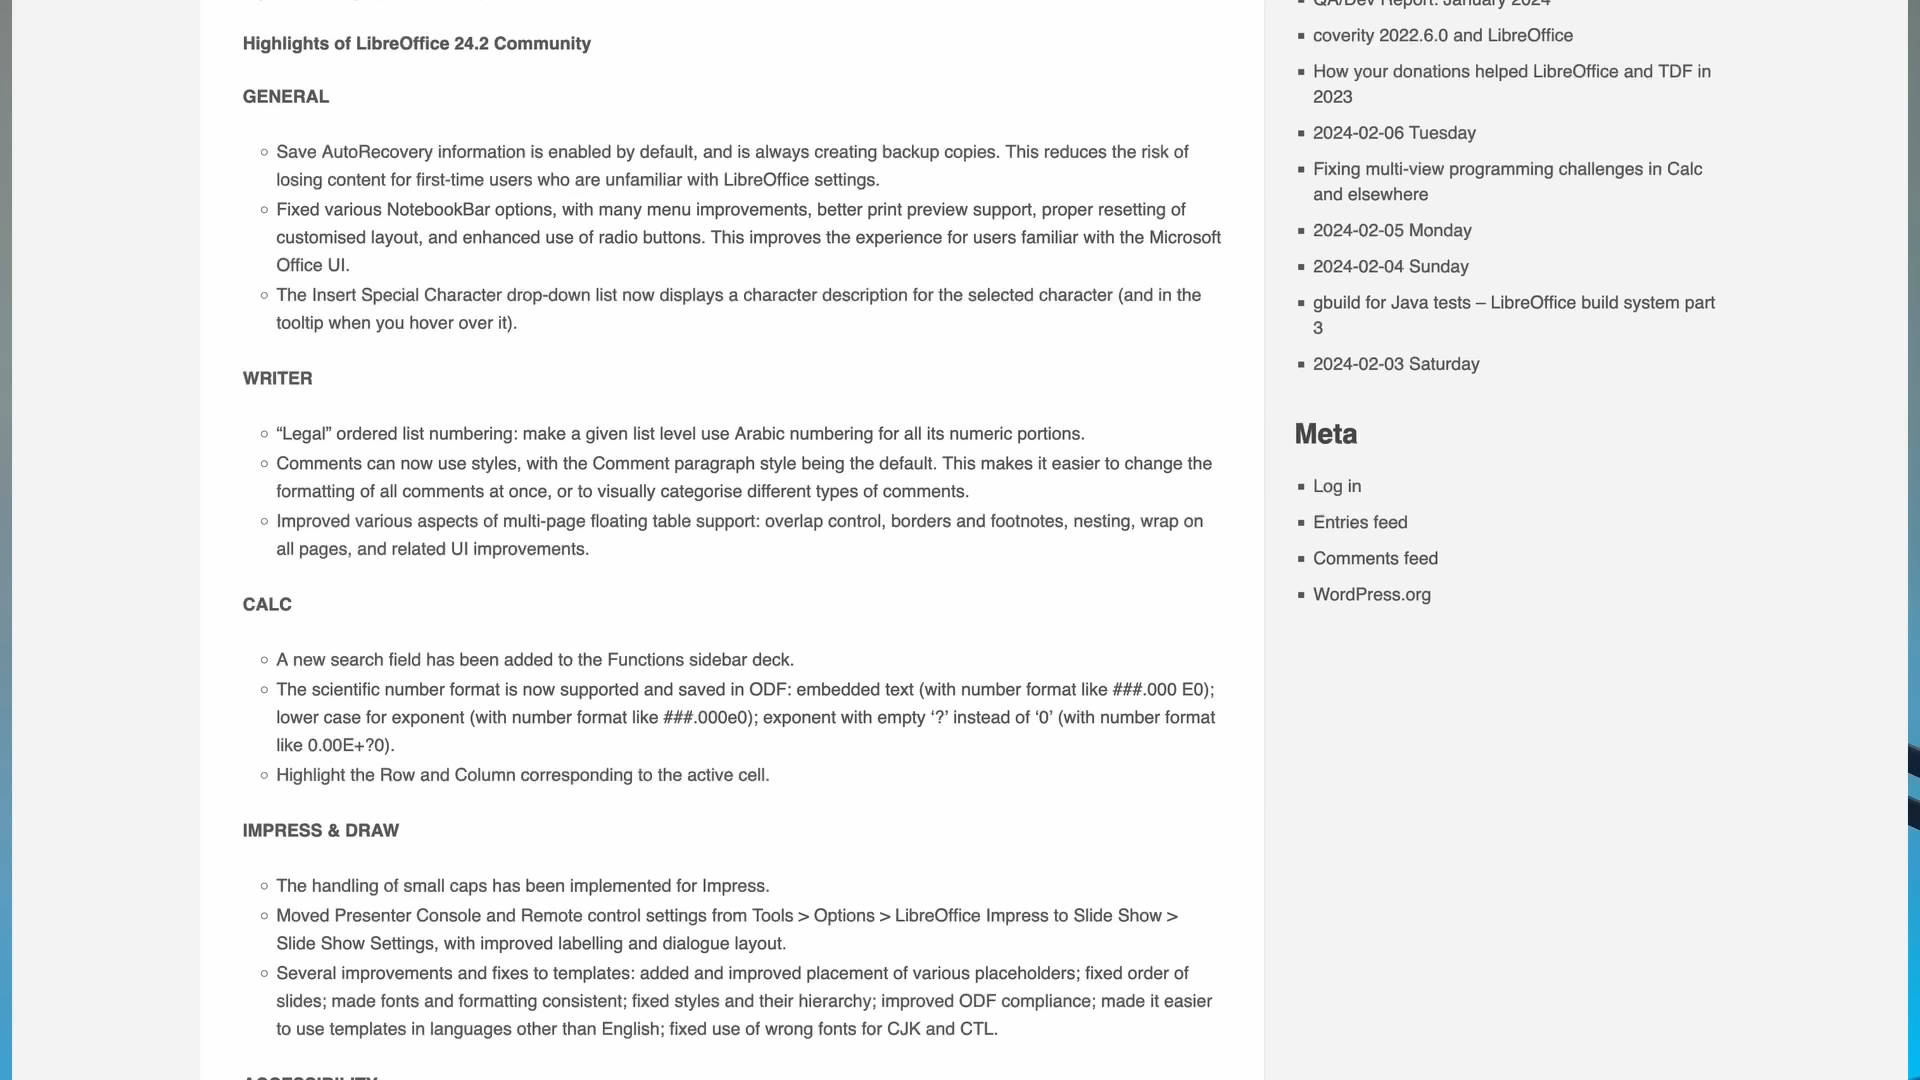 Highlights of LibreOffice 24.2 Community
GENERAL
Save AutoRecovery information is enabled by default, and is always creating backup copies. This reduces the risk of
losing content for first-time users who are unfamiliar with LibreOffice settings.
Fixed various NotebookBar options, with many menu improvements, better print preview support, proper resetting of
customised layout, and enhanced use of radio buttons. This improves the experience for users familiar with the Microsoft
Office UI.
The Insert Special Character drop-down list now displays a character description for the selected character (and in the
tooltip when you hover over it).
WRITER
“Legal” ordered list numbering: make a given list level use Arabic numbering for all its numeric portions.
Comments can now use styles, with the Comment paragraph style being the default. This makes it easier to change the
formatting of all comments at once, or to visually categorise different types of comments.
Improved various aspects of multi-page floating table support: overlap control, borders and footnotes, nesting, wrap on
all pages, and related UI improvements.
CALC
A new search field has been added to the Functions sidebar deck.
The scientific number format is now supported and saved in ODF: embedded text (with number format like ###.000 E0);
lower case for exponent (with number format like ###.000e0); exponent with empty ‘?’ instead of ‘0’ (with number format
like 0.00E+?0).
Highlight the Row and Column corresponding to the active cell.
IMPRESS & DRAW
The handling of small caps has been implemented for Impress.
Moved Presenter Console and Remote control settings from Tools > Options > LibreOffice Impress to Slide Show >
Slide Show Settings, with improved labelling and dialogue layout.
Several improvements and fixes to templates: added and improved placement of various placeholders; fixed order of
slides; made fonts and formatting consistent; fixed styles and their hierarchy; improved ODF compliance; made it easier
to use templates in languages other than English; fixed use of wrong fonts for CJK and CTL.
ACCESSIBILITY
QA/Dev Report: January 2024
coverity 2022.6.0 and LibreOffice
How your donations helped LibreOffice and TDF in
2023
2024-02-06 Tuesday
Fixing multi-view programming challenges in Calc
and elsewhere
2024-02-05 Monday
2024-02-04 Sunday
gbuild for Java tests – LibreOffice build system part
3
2024-02-03 Saturday
Meta
Log in
Entries feed
Comments feed
WordPress.org